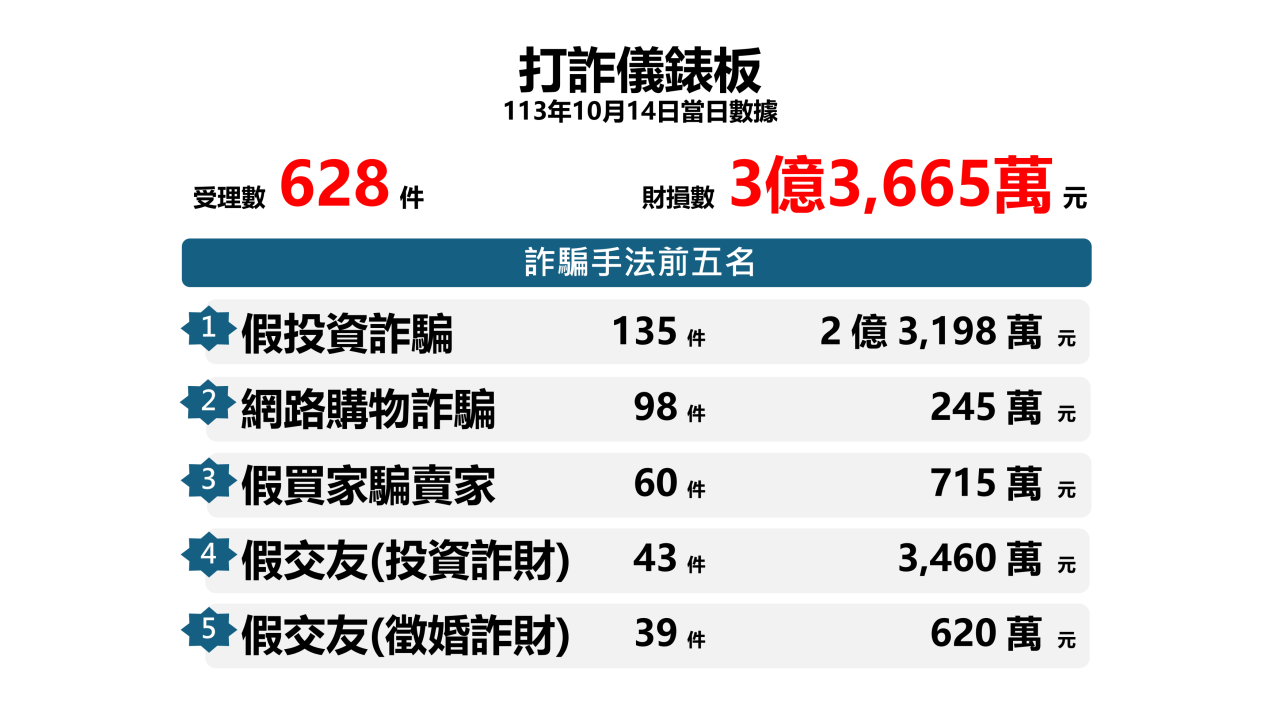 打詐儀錶板
113年10月14日當日數據
受理數 628 件 財損數 3億3,665萬 元
詐騙手法前五名
1 假投資詐騙 135 件 2 億 3,198 萬 元
2 網路購物詐騙 98 件 245 萬 元
3 假買家騙賣家 60 件 715 萬 元
4 假交友(投資詐財) 43 件 3,460 萬 元
5 假交友(徵婚詐財) 39 件 620 萬 元